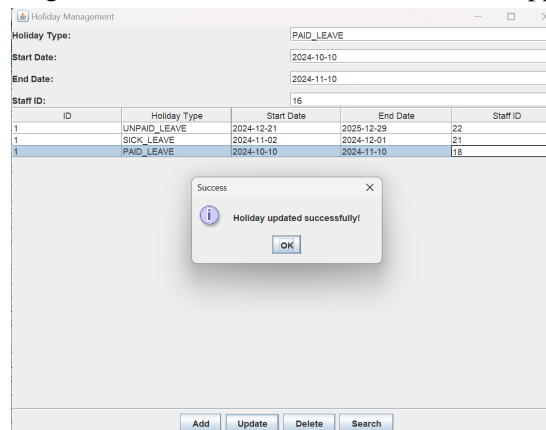 Holiday Management
Holiday Type: PAID_LEAVE
Start Date: 2024-10-10
End Date: 2024-11-10
Staff ID: 16
ID Holiday Type Start Date End Date Staff ID
1 UNPAID_LEAVE 2024-12-21 2025-12-29 22
1 SICK_LEAVE 2024-11-02 2024-12-01 21
1 PAID_LEAVE 2024-10-10 2024-11-10 18
Success
Holiday updated successfully!
OK
Add Update Delete Search